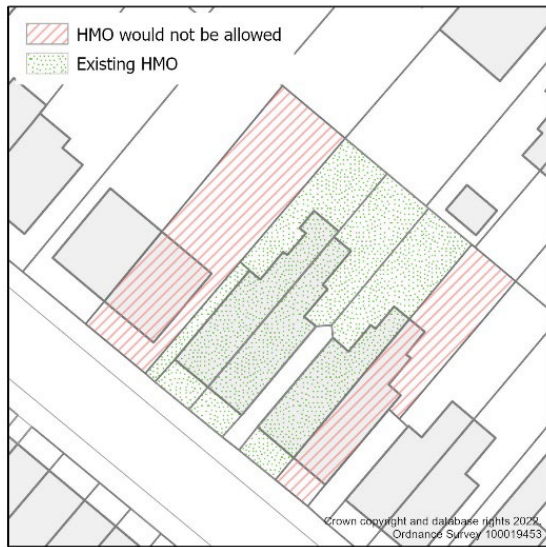 HMO would not be allowed
Existing HMO
Crown copyright and database rights 2022,
Ordnance Survey 100019453